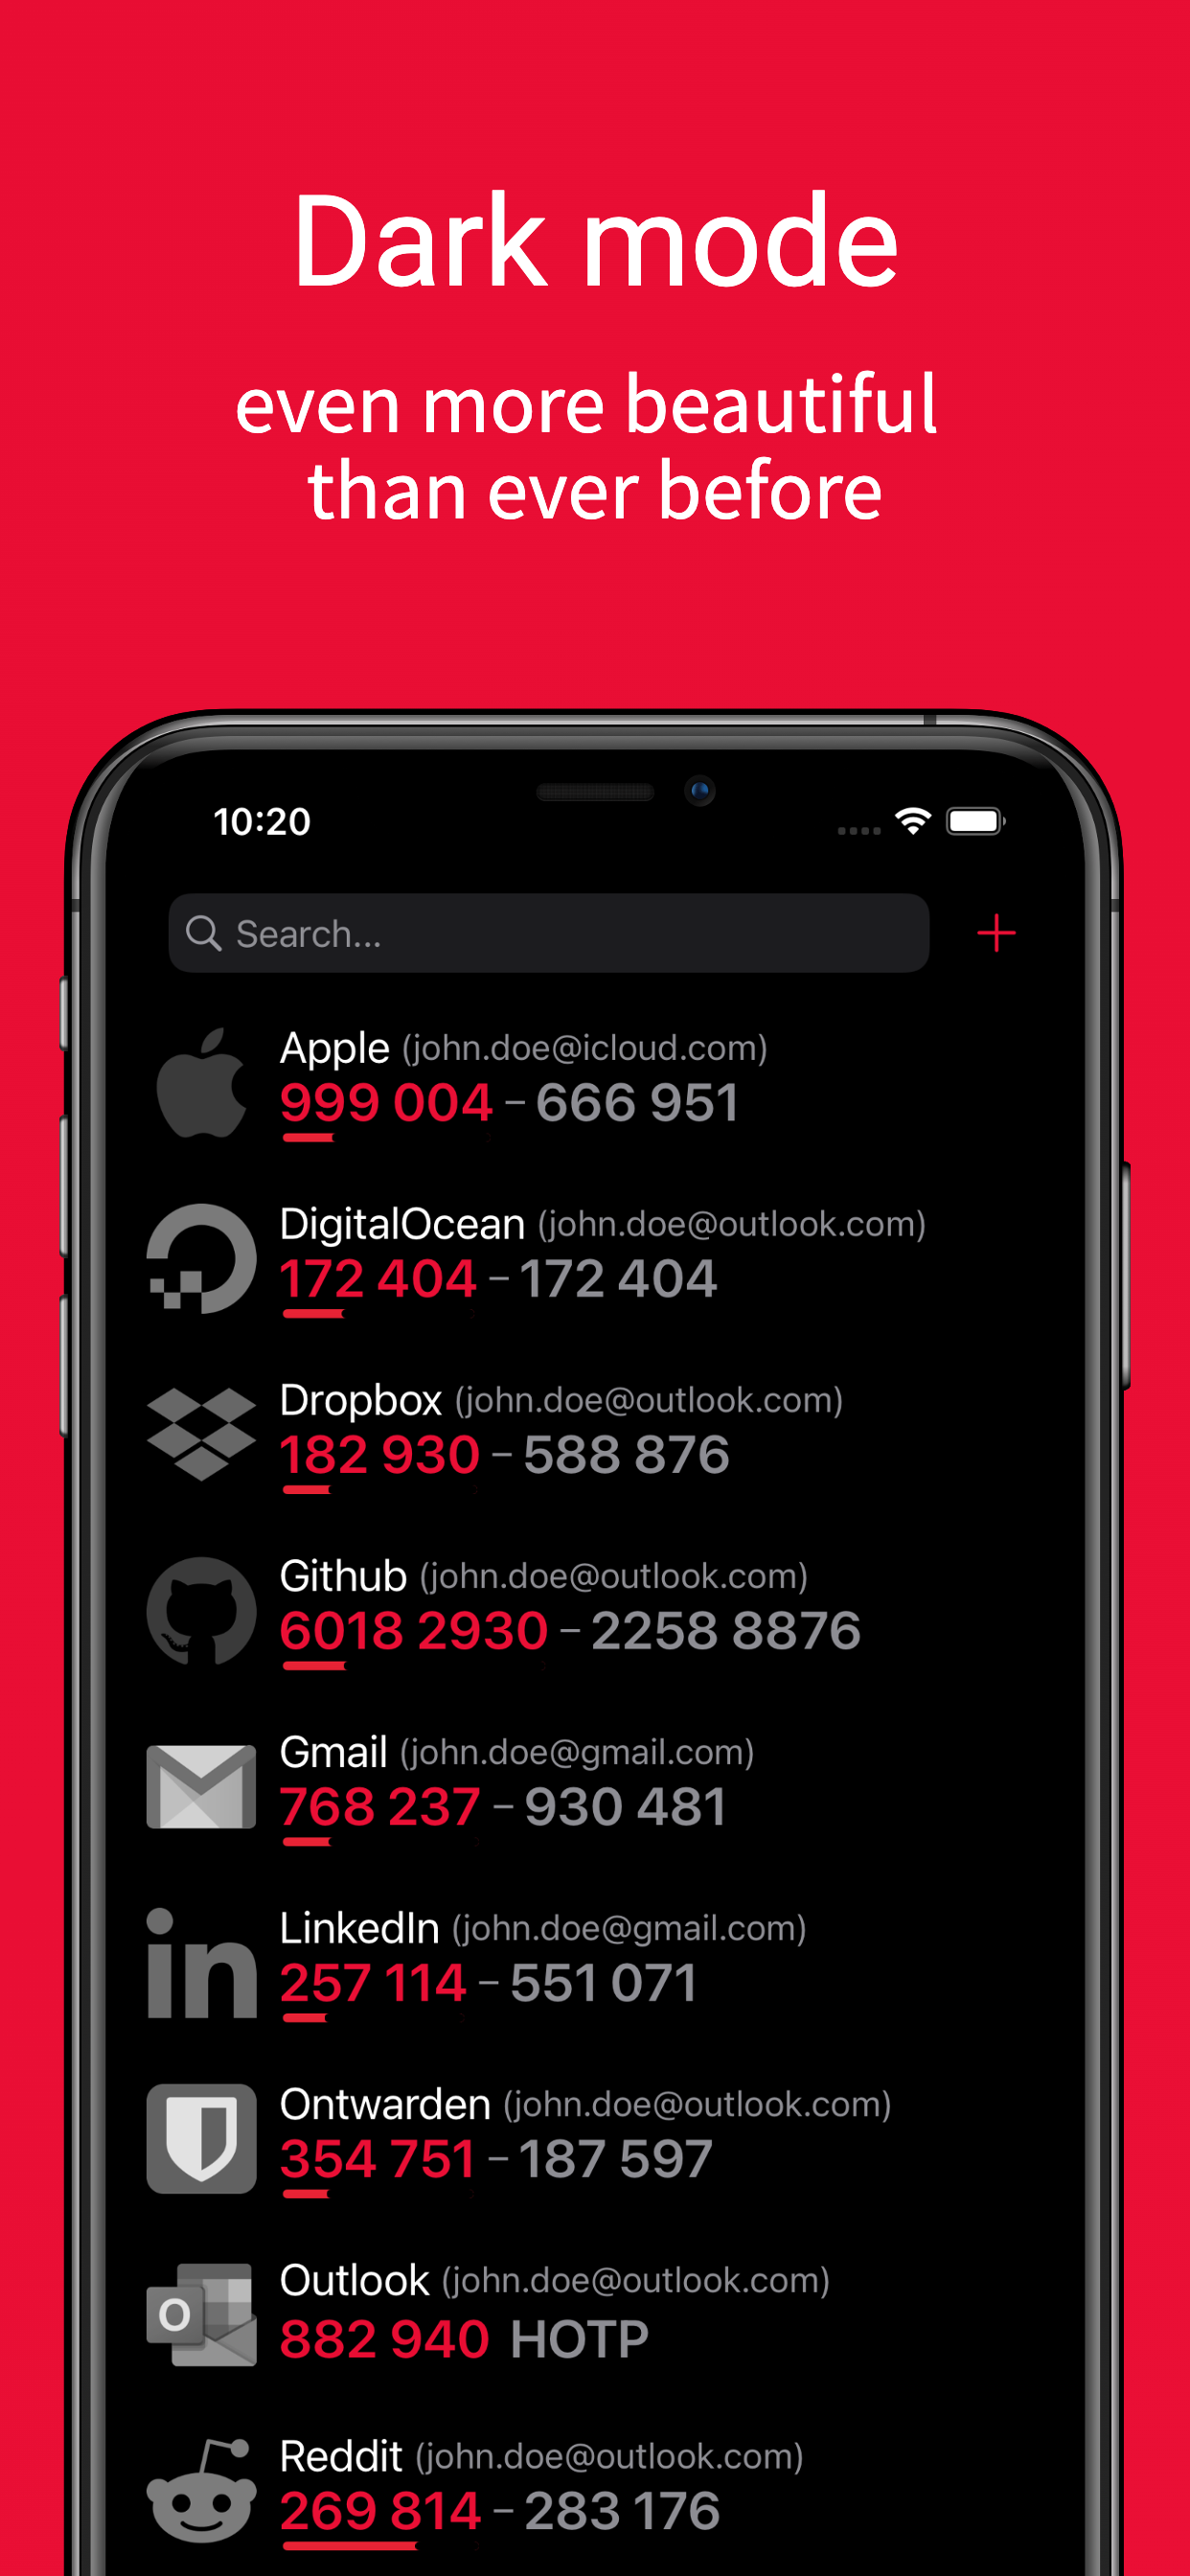 Dark mode
even more beautiful
than ever before
10:20
Search...
Apple (john.doe@icloud.com)
999 004 – 666 951
DigitalOcean (john.doe@outlook.com)
172 404 – 172 404
Dropbox (john.doe@outlook.com)
182 930 – 588 876
Github (john.doe@outlook.com)
6018 2930 – 2258 8876
Gmail (john.doe@gmail.com)
768 237 – 930 481
in
LinkedIn (john.doe@gmail.com)
257 114 – 551 071
Ontwarden (john.doe@outlook.com)
354 751 – 187 597
O
Outlook (john.doe@outlook.com)
882 940 HOTP
Reddit (john.doe@outlook.com)
269 814 – 283 176